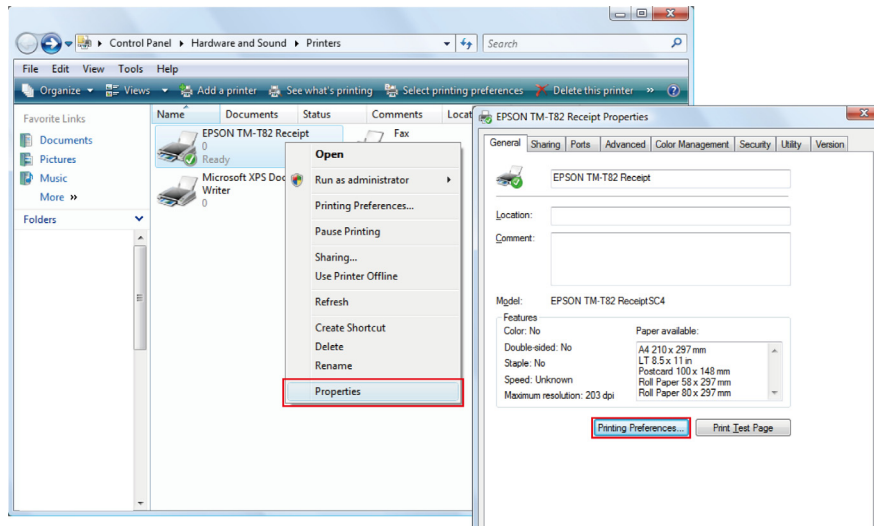 Control Panel ▸ Hardware and Sound ▸ Printers
Search
File Edit View Tools Help
Organize Views Add a printer See what's printing Select printing preferences Delete this printer »
Favorite Links
Documents
Pictures
Music
More »
Folders
Name Documents Status Comments Locat
EPSON TM-T82 Receipt
0
Ready
Fax
Microsoft XPS Doc
Writer
0
Open
Run as administrator
Printing Preferences...
Pause Printing
Sharing...
Use Printer Offline
Refresh
Create Shortcut
Delete
Rename
Properties
EPSON TM-T82 Receipt Properties
General Sharing Ports Advanced Color Management Security Utility Version
EPSON TM-T82 Receipt
Location:
Comment:
Model: EPSON TM-T82 ReceiptSC4
Features
Color: No
Double-sided: No
Staple: No
Speed: Unknown
Maximum resolution: 203 dpi
Paper available:
A4 210 x 297 mm
LT 8.5 x 11 in
Postcard 100 x 148 mm
Roll Paper 58 x 297 mm
Roll Paper 80 x 297 mm
Printing Preferences... Print Test Page